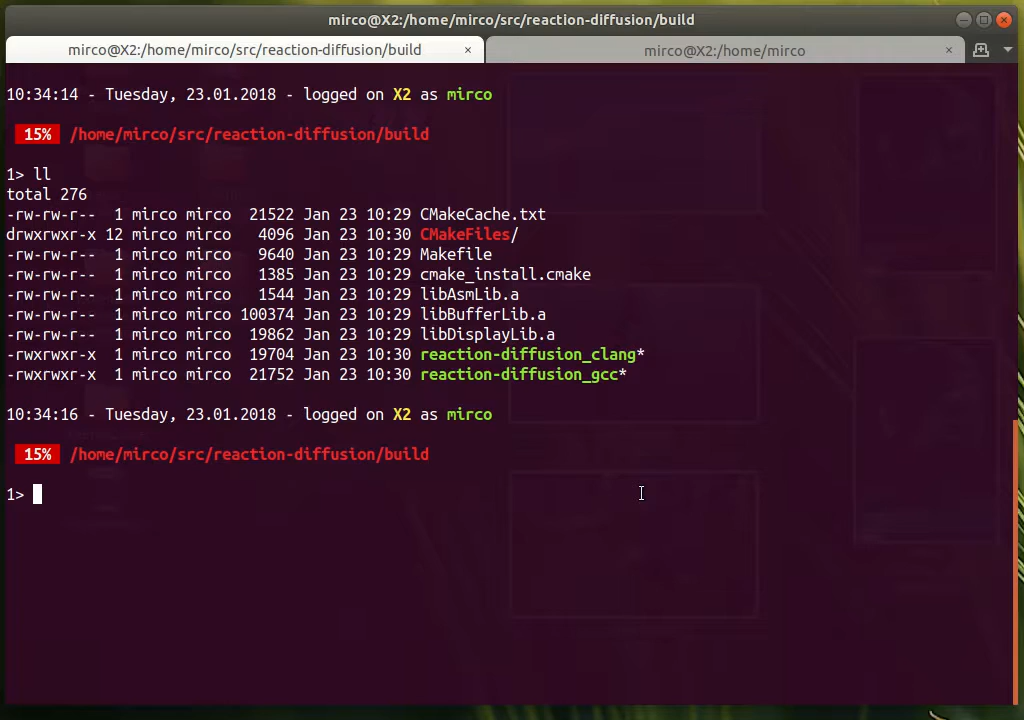 mirco@X2:/home/mirco/src/reaction-diffusion/build
mirco@X2:/home/mirco/src/reaction-diffusion/build × mirco@X2:/home/mirco ×
10:34:14 - Tuesday, 23.01.2018 - logged on X2 as mirco
15% /home/mirco/src/reaction-diffusion/build
1> ll
total 276
-rw-rw-r--  1 mirco mirco  21522 Jan 23 10:29 CMakeCache.txt
drwxrwxr-x 12 mirco mirco   4096 Jan 23 10:30 CMakeFiles/
-rw-rw-r--  1 mirco mirco   9640 Jan 23 10:29 Makefile
-rw-rw-r--  1 mirco mirco   1385 Jan 23 10:29 cmake_install.cmake
-rw-rw-r--  1 mirco mirco   1544 Jan 23 10:29 libAsmLib.a
-rw-rw-r--  1 mirco mirco 100374 Jan 23 10:29 libBufferLib.a
-rw-rw-r--  1 mirco mirco  19862 Jan 23 10:29 libDisplayLib.a
-rwxrwxr-x  1 mirco mirco  19704 Jan 23 10:30 reaction-diffusion_clang*
-rwxrwxr-x  1 mirco mirco  21752 Jan 23 10:30 reaction-diffusion_gcc*
10:34:16 - Tuesday, 23.01.2018 - logged on X2 as mirco
15% /home/mirco/src/reaction-diffusion/build
1>